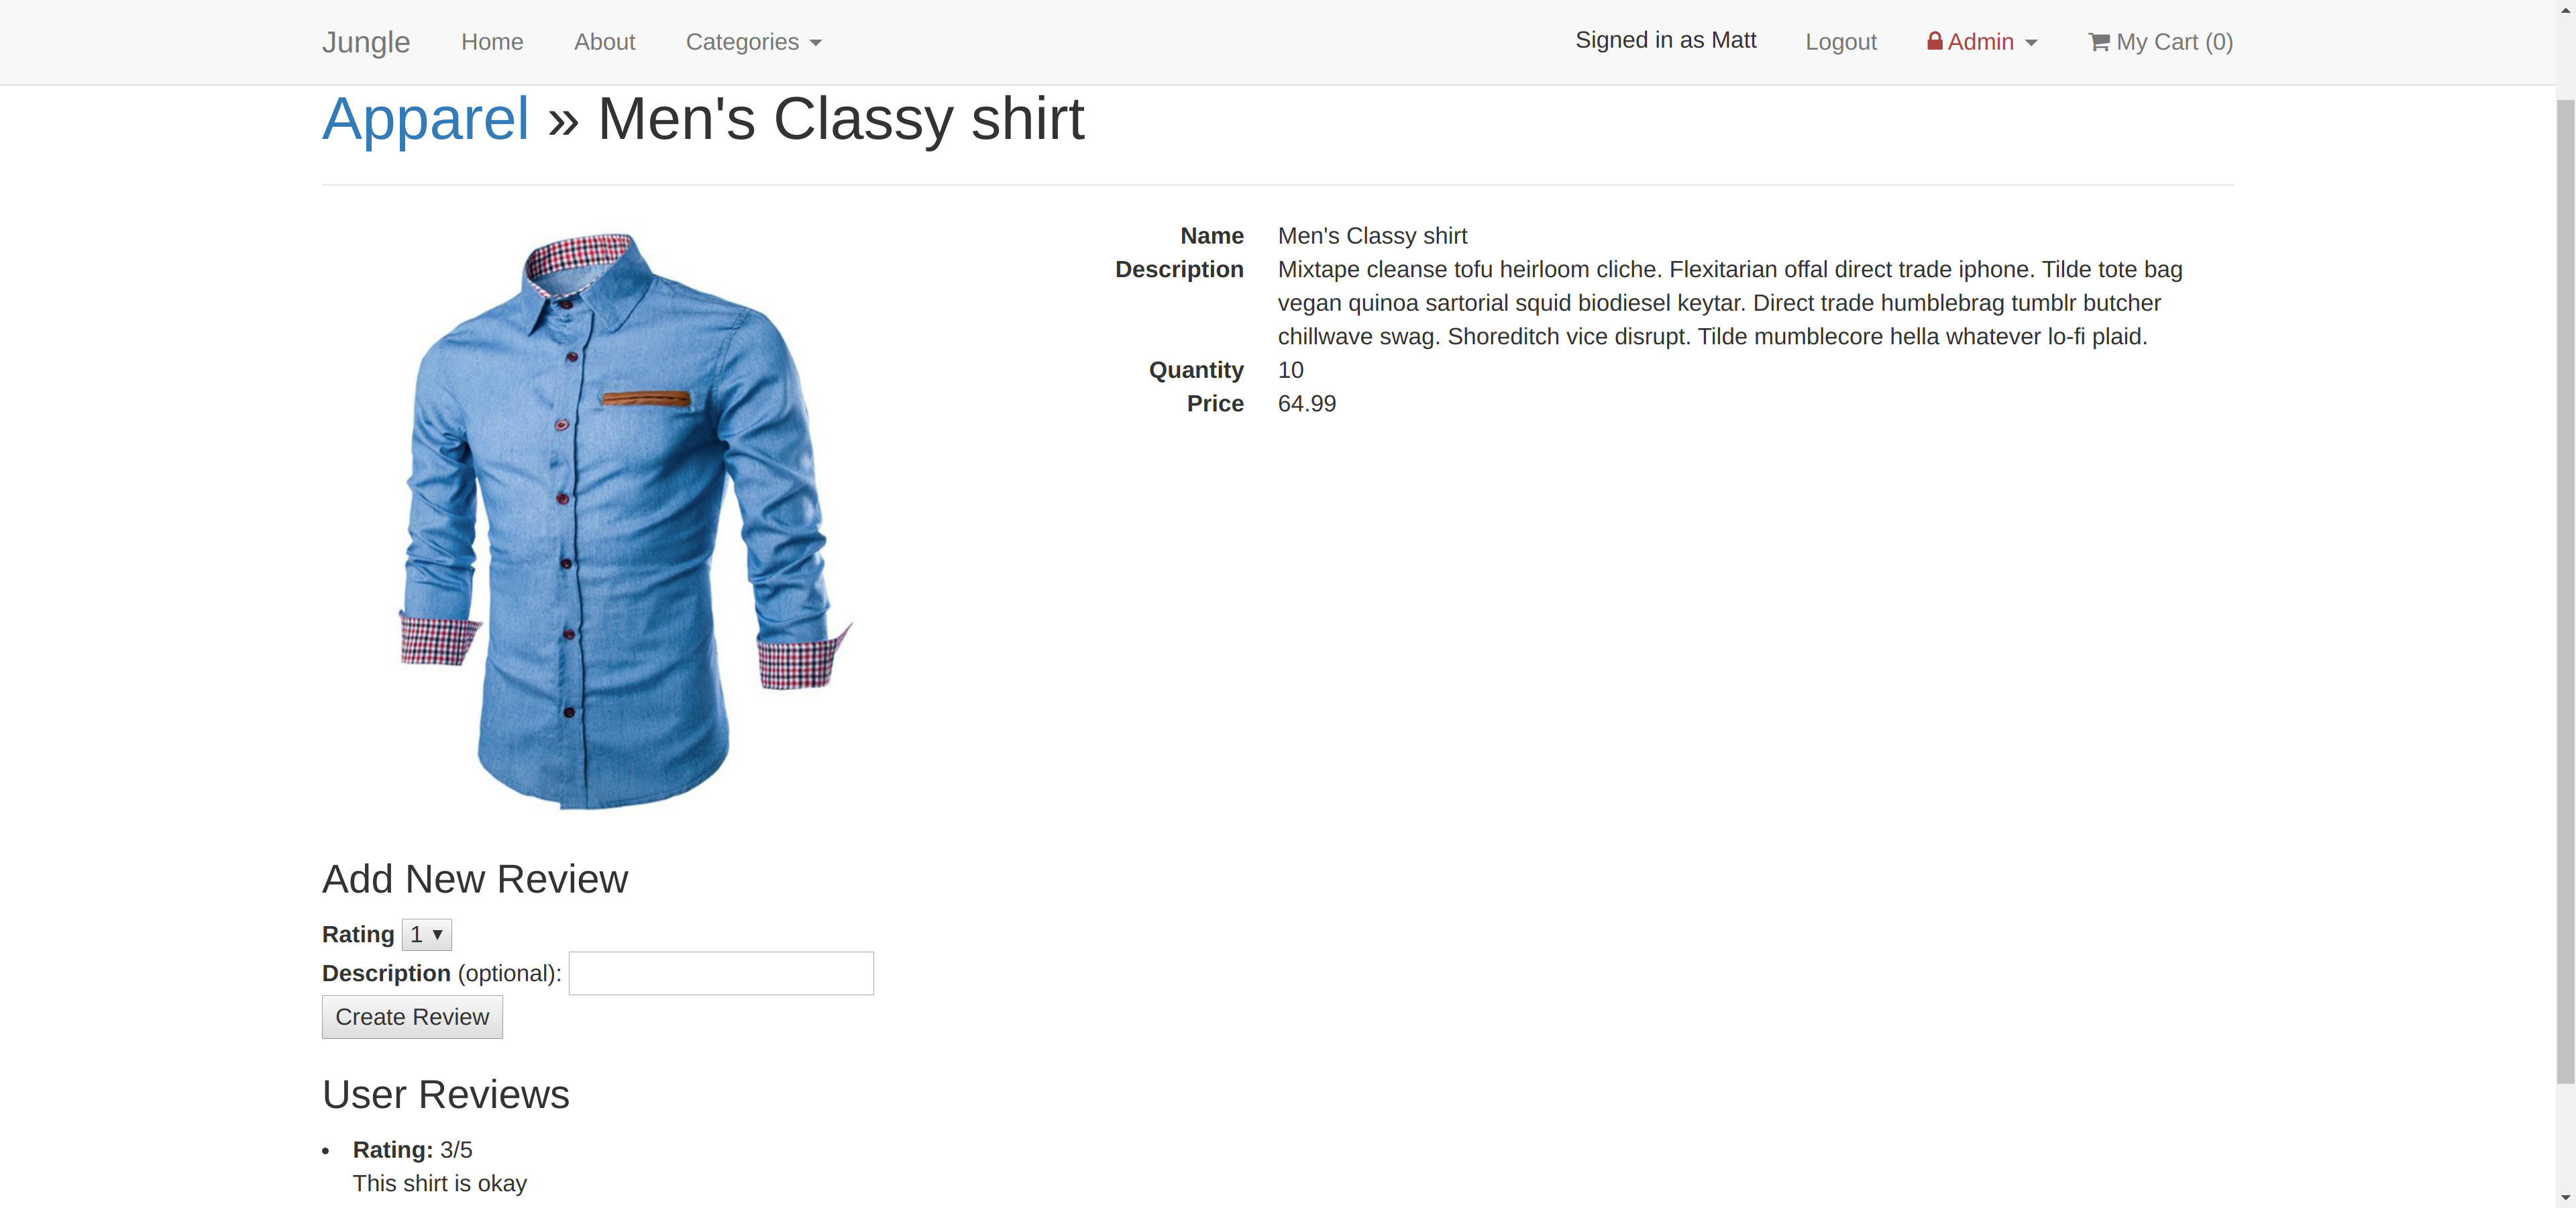 Jungle Home About Categories Signed in as Matt Logout Admin My Cart (0)
Apparel » Men's Classy shirt
Name Men's Classy shirt
Description Mixtape cleanse tofu heirloom cliche. Flexitarian offal direct trade iphone. Tilde tote bag
vegan quinoa sartorial squid biodiesel keytar. Direct trade humblebrag tumblr butcher
chillwave swag. Shoreditch vice disrupt. Tilde mumblecore hella whatever lo-fi plaid.
Quantity 10
Price 64.99
Add New Review
Rating 1
Description (optional):
Create Review
User Reviews
• Rating: 3/5
This shirt is okay